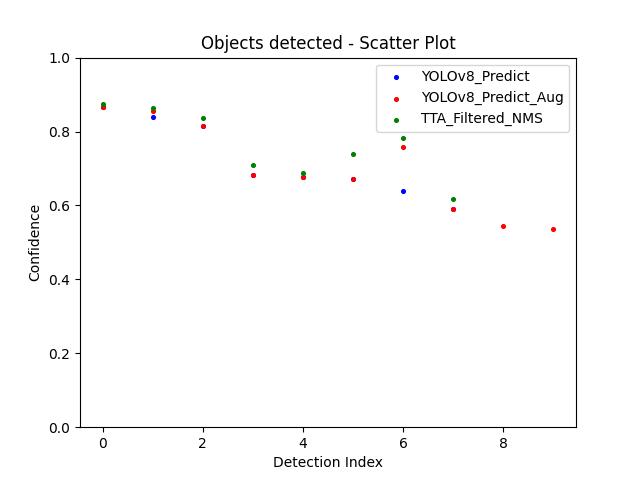 Objects detected - Scatter Plot
YOLOv8_Predict
YOLOv8_Predict_Aug
TTA_Filtered_NMS
1.0
0.8
0.6
0.4
0.2
0.0
Confidence
0 2 4 6 8
Detection Index